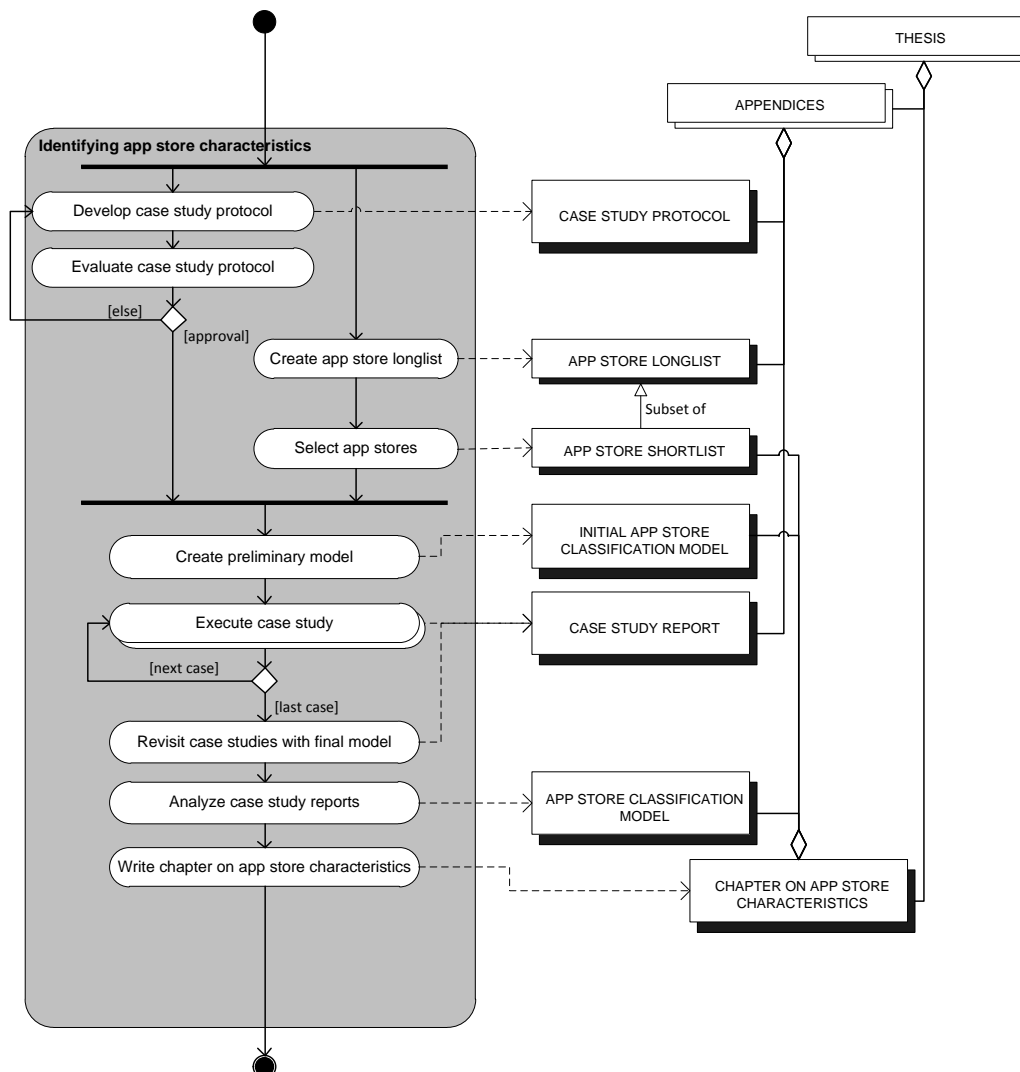 THESIS
APPENDICES
Identifying app store characteristics
Develop case study protocol
CASE STUDY PROTOCOL
Evaluate case study protocol
[else]
[approval]
Create app store longlist
APP STORE LONGLIST
Subset of
Select app stores
APP STORE SHORTLIST
Create preliminary model
INITIAL APP STORE
CLASSIFICATION MODEL
Execute case study
CASE STUDY REPORT
[next case]
[last case]
Revisit case studies with final model
Analyze case study reports
APP STORE CLASSIFICATION
MODEL
Write chapter on app store characteristics
CHAPTER ON APP STORE
CHARACTERISTICS